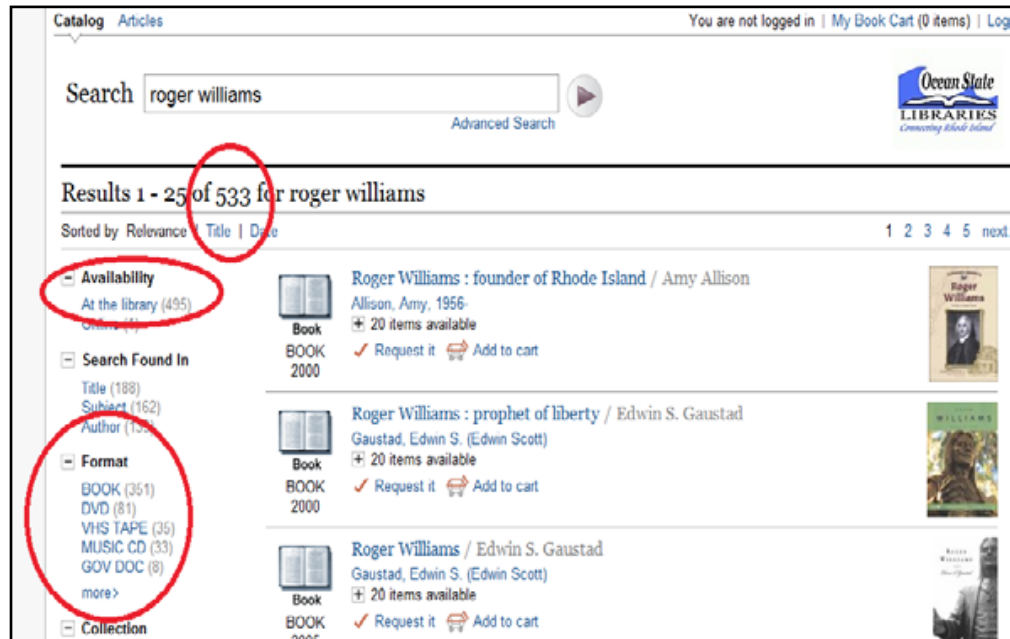 Catalog Articles
You are not logged in | My Book Cart (0 items) | Log
Search roger williams
Advanced Search
Ocean State
LIBRARIES
Connecting Rhode Island
Results 1 - 25 of 533 for roger williams
Sorted by Relevance | Title | Date
1 2 3 4 5 next
Availability
At the library (495)
Search Found In
Title (188)
Subject (162)
Author
Format
BOOK (351)
DVD (81)
VHS TAPE (35)
MUSIC CD (33)
GOV DOC (8)
more>
Collection
Book
BOOK
2000
Roger Williams : founder of Rhode Island / Amy Allison
Allison, Amy, 1956-
20 items available
Request it Add to cart
Roger
Williams
Book
BOOK
2000
Roger Williams : prophet of liberty / Edwin S. Gaustad
Gaustad, Edwin S. (Edwin Scott)
20 items available
Request it Add to cart
WILLIAMS
Book
BOOK
Roger Williams / Edwin S. Gaustad
Gaustad, Edwin S. (Edwin Scott)
20 items available
Request it Add to cart
ROGER
WILLIAMS